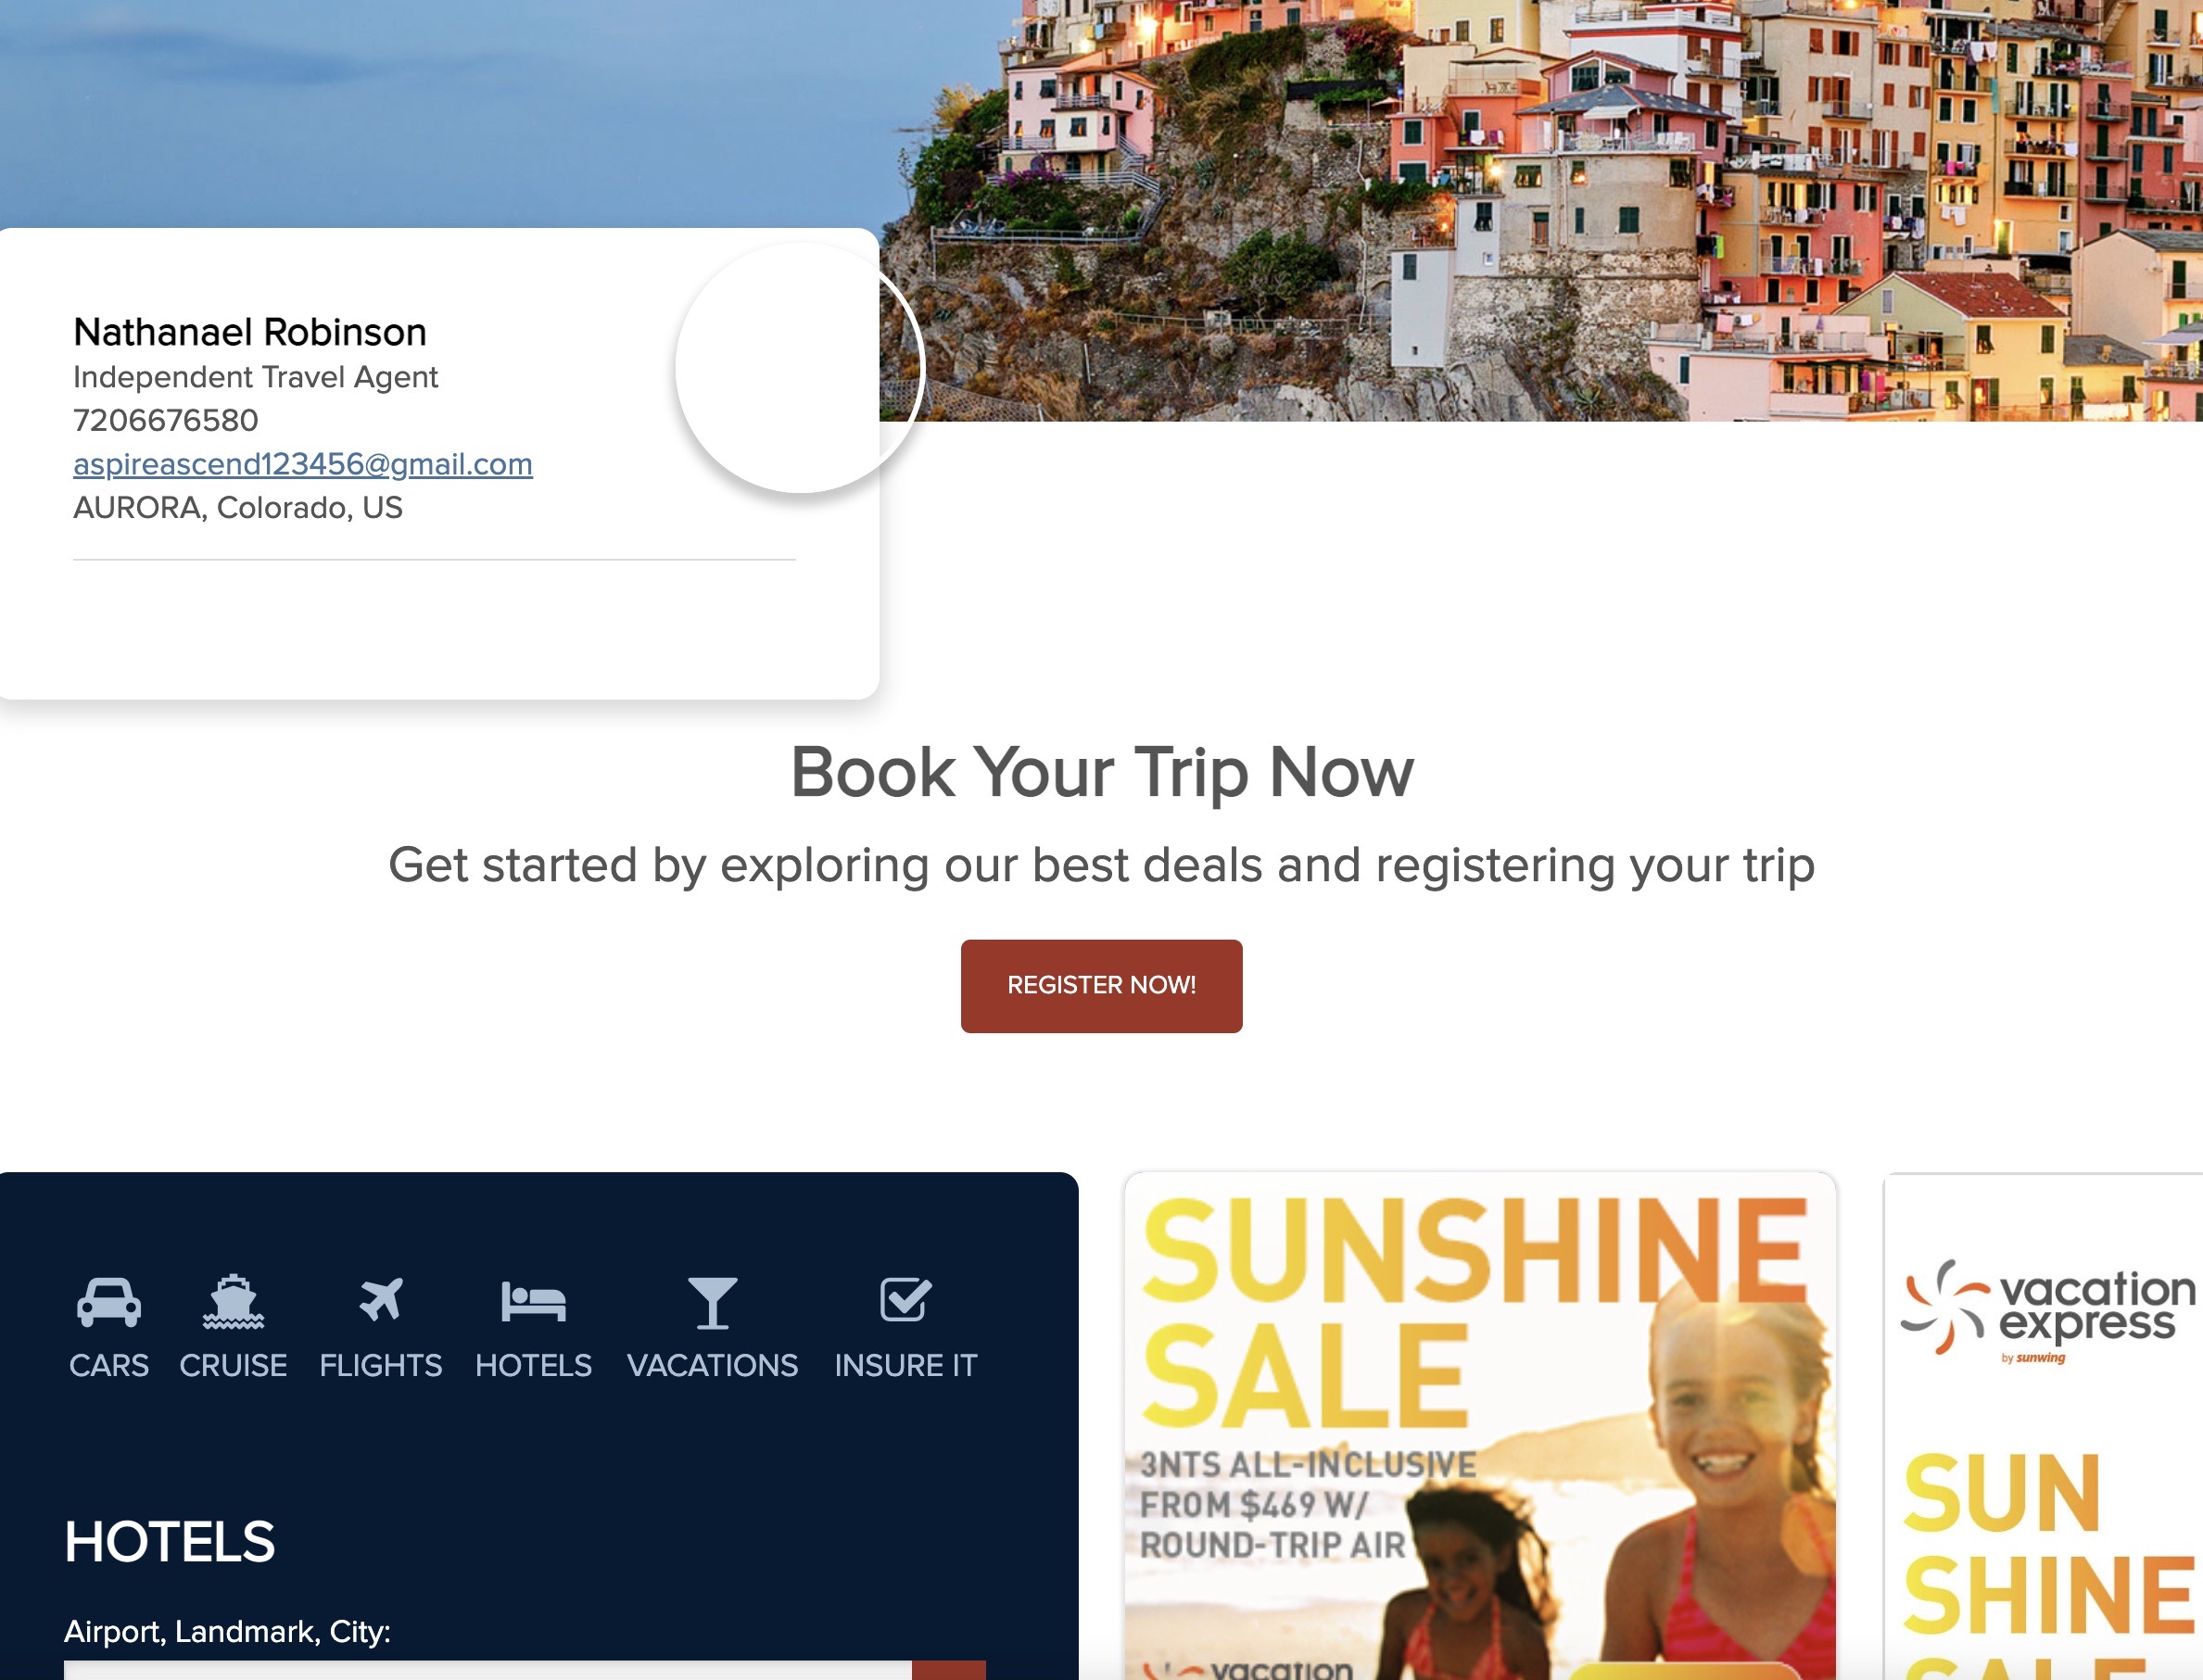 Nathanael Robinson
Independent Travel Agent
7206676580
aspireascend123456@gmail.com
AURORA, Colorado, US
Book Your Trip Now
Get started by exploring our best deals and registering your trip
REGISTER NOW!
CARS CRUISE FLIGHTS HOTELS VACATIONS INSURE IT
HOTELS
Airport, Landmark, City:
SUNSHINE
SALE
3NTS ALL-INCLUSIVE
FROM $469 W/
ROUND-TRIP AIR
vacation
vacation
express
by sunwing
SUN
SHINE
SALE